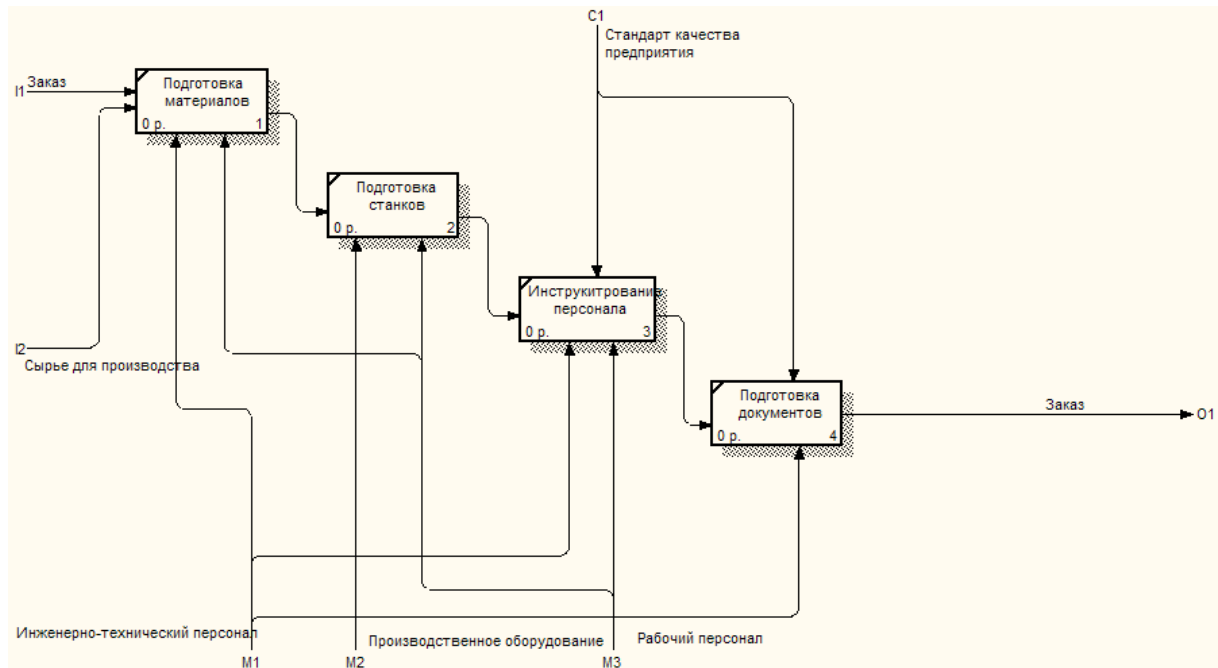 C1
Стандарт качества
предприятия
I1
Заказ
Подготовка
материалов
0 р.
1
Подготовка
станков
0 р.
2
Инструкитрование
персонала
0 р.
3
I2
Сырье для производства
Подготовка
документов
0 р.
4
Заказ
O1
Инженерно-технический персонал
Производственное оборудование
Рабочий персонал
M1
M2
M3